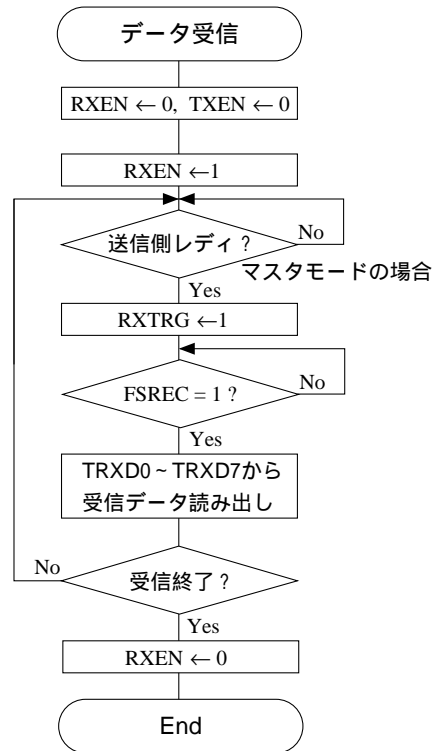 データ受信
RXEN ← 0, TXEN ← 0
RXEN ←1
送信側レディ ?
No
マスタモードの場合
Yes
RXTRG ←1
FSREC = 1 ?
No
Yes
TRXD0 ~ TRXD7から
受信データ読み出し
No
受信終了 ?
Yes
RXEN ← 0
End